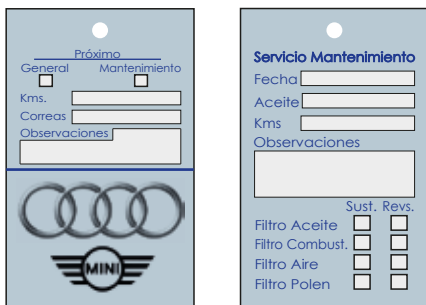 Próximo
General Mantenimiento
Kms.
Correas
Observaciones
MINI
Servicio Mantenimiento
Fecha
Aceite
Kms
Observaciones
Sust. Revs.
Filtro Aceite
Filtro Combust.
Filtro Aire
Filtro Polen